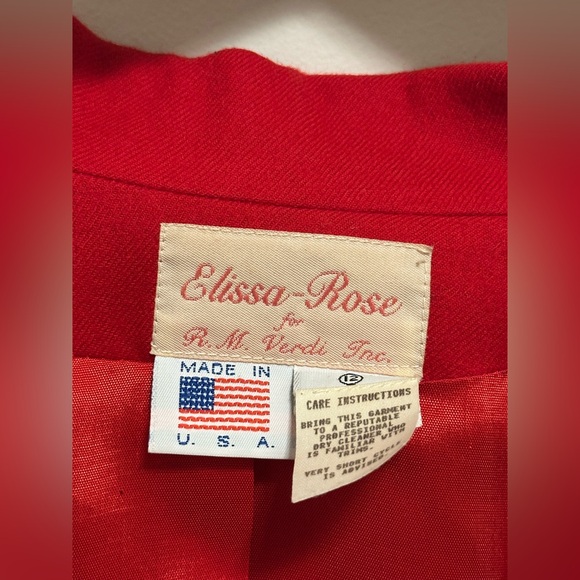 Elissa-Rose
for
R.M. Verdi Inc.
MADE IN
U. S. A.
12
CARE INSTRUCTIONS
BRING THIS GARMENT
TO A REPUTABLE
PROFESSIONAL
DRY CLEANER WHO
IS FAMILIAR WITH
TRIMS.
VERY SHORT CYCLE
IS ADVISED.